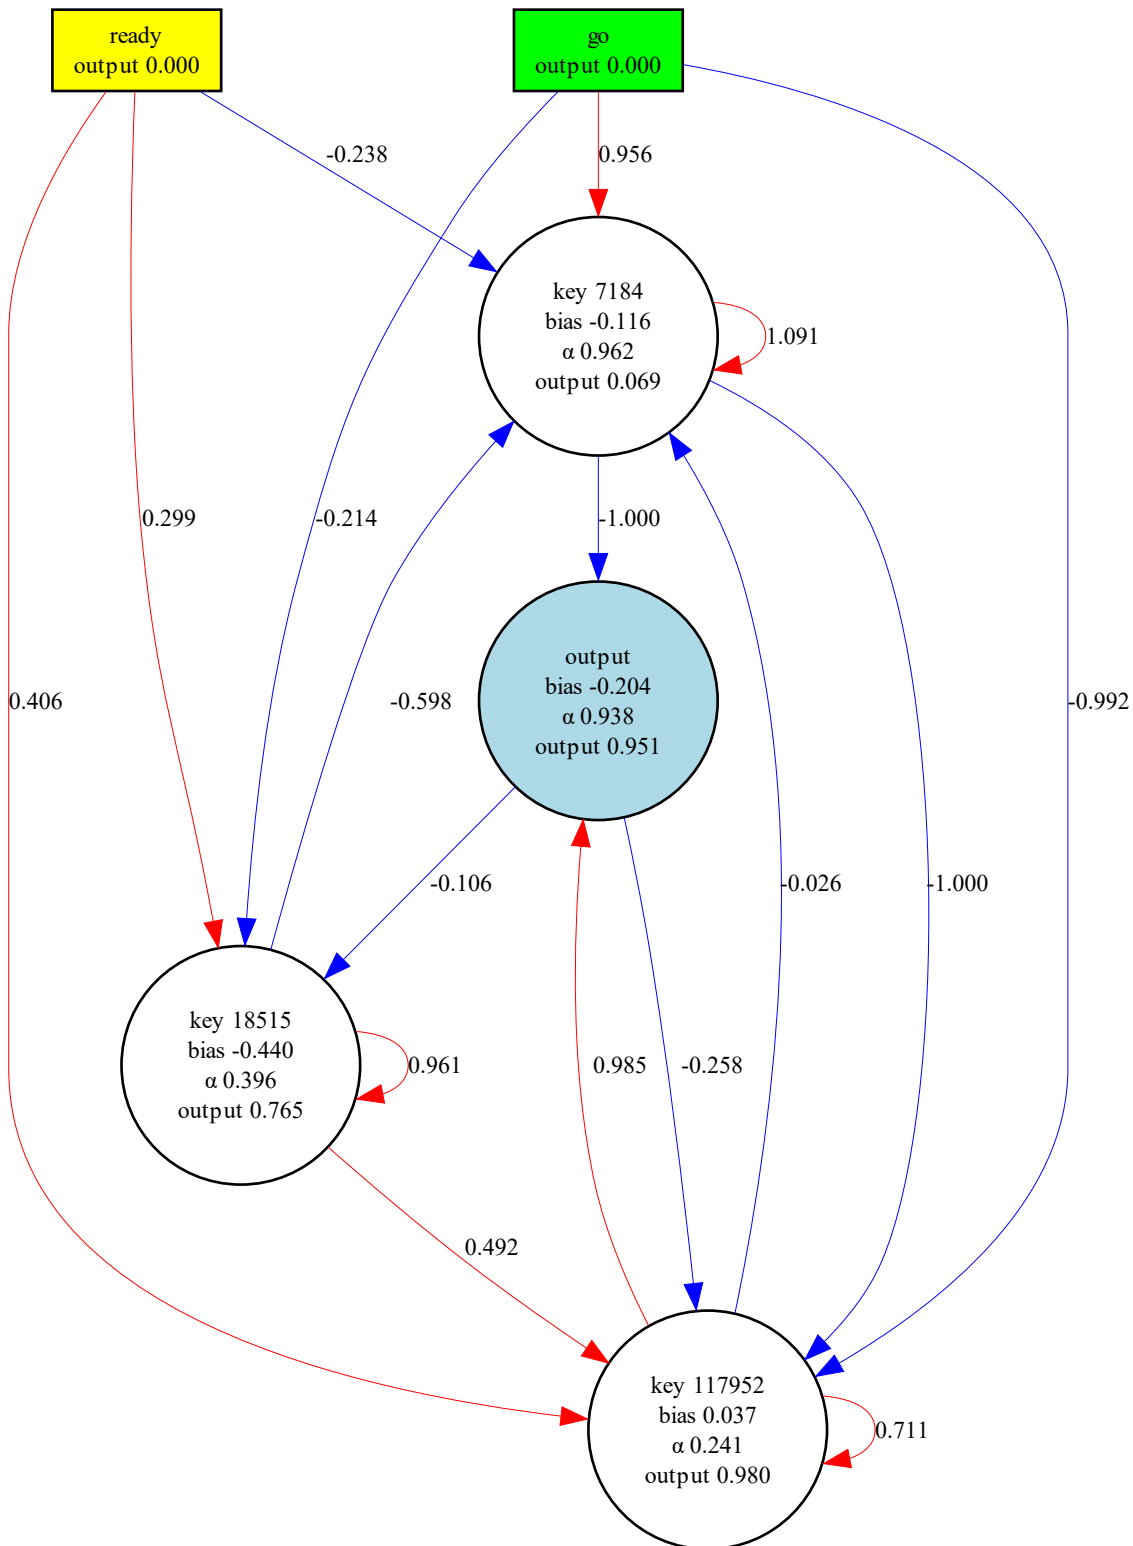 ready
output 0.000
go
output 0.000
-0.238
0.956
key 7184
bias -0.116
α 0.962
output 0.069
1.091
0.299
-0.214
-1.000
0.406
-0.598
output
bias -0.204
α 0.938
output 0.951
-0.992
-0.106
-0.026
-1.000
key 18515
bias -0.440
α 0.396
output 0.765
0.961
0.985
-0.258
0.492
key 117952
bias 0.037
α 0.241
output 0.980
0.711